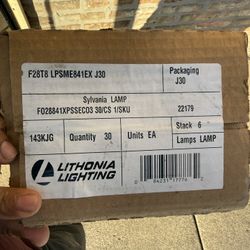 F28T8 LPSME841EX J30
Packaging
J30
Sylvania LAMP
FO28841XPSSECO3 30/CS 1/SKU
22179
Stack 6
143KJG
Quantity 30
Units EA
Lamps LAMP
LITHONIA
LIGHTING